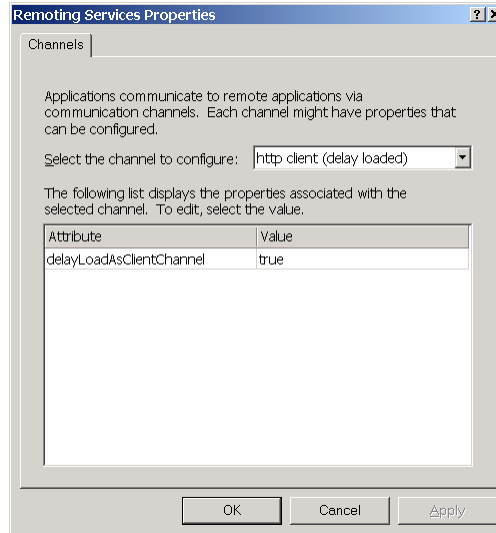 Remoting Services Properties
Channels
Applications communicate to remote applications via
communication channels. Each channel might have properties that
can be configured.
Select the channel to configure: http client (delay loaded)
The following list displays the properties associated with the
selected channel. To edit, select the value.
Attribute Value
delayLoadAsClientChannel true
OK Cancel Apply